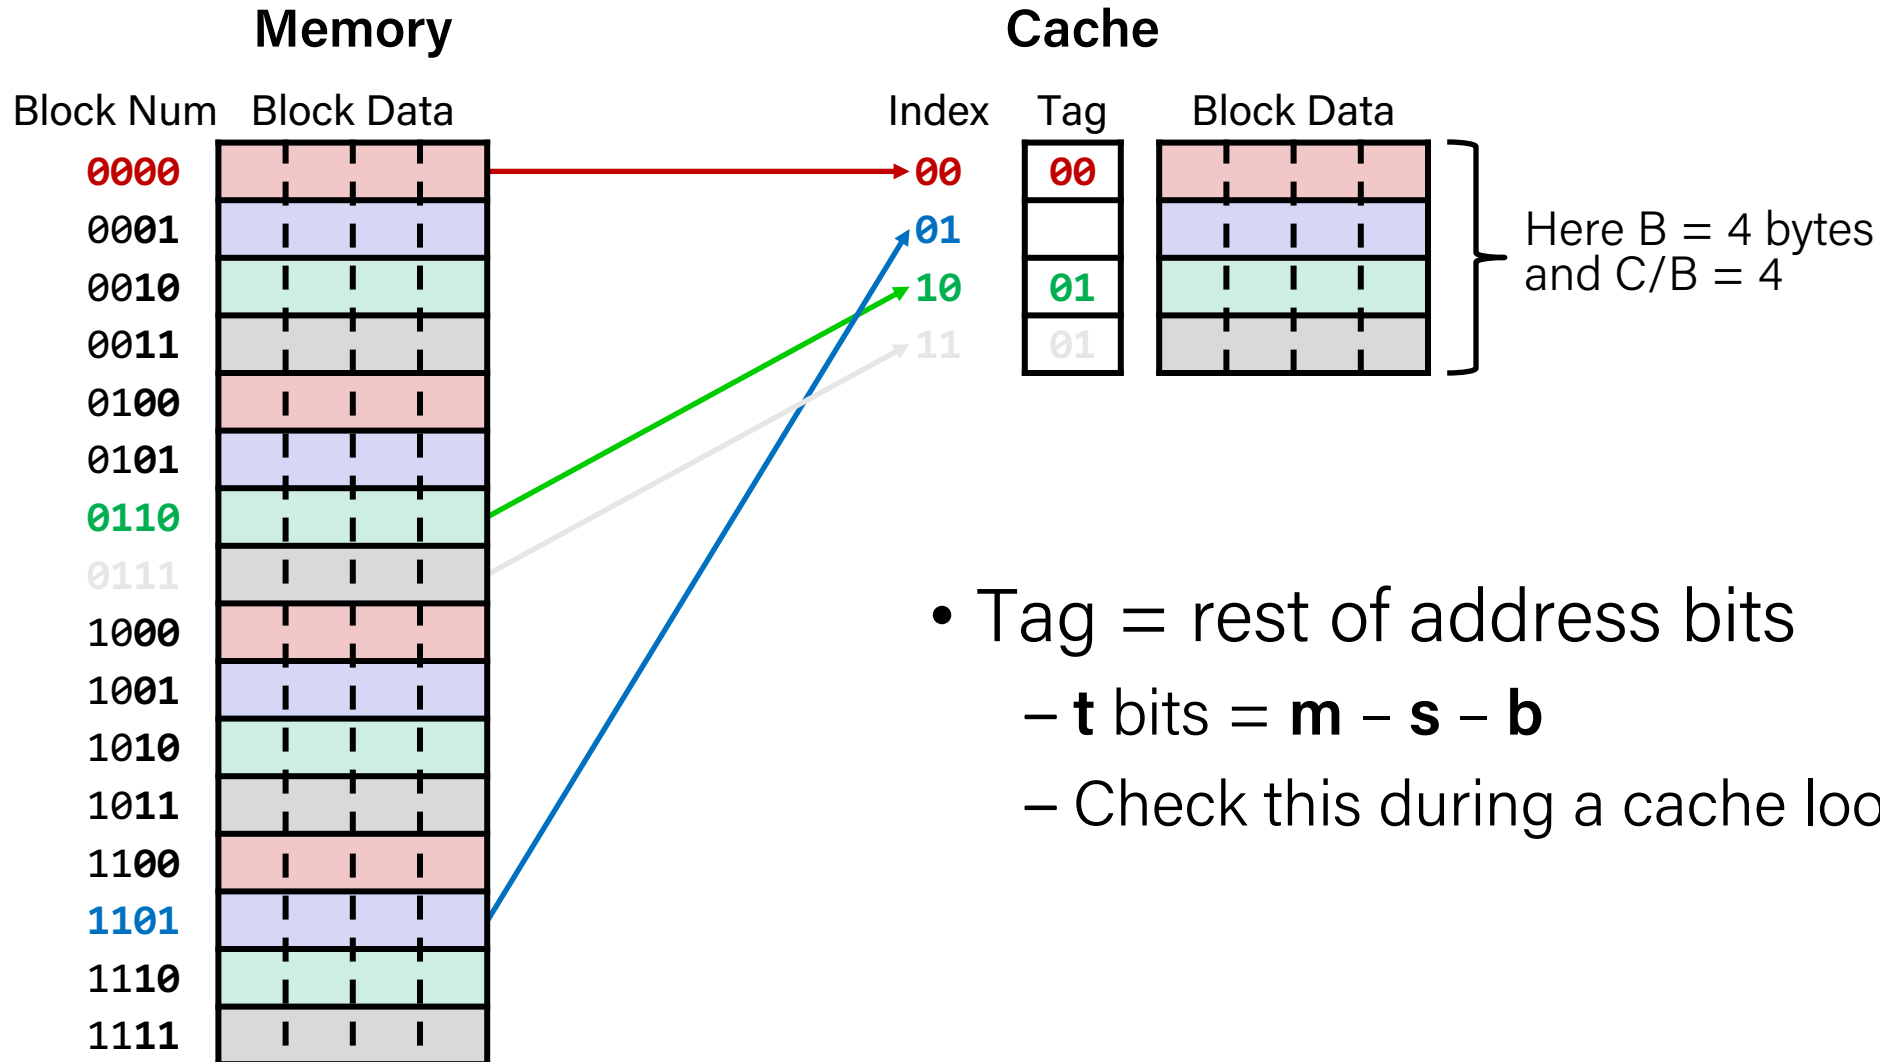 Memory
Cache
Block Num Block Data
Index Tag Block Data
0000
0001
0010
0011
0100
0101
0110
0111
1000
1001
1010
1011
1100
1101
1110
1111
00 00
01
10 01
11 01
Here B = 4 bytes
and C/B = 4
• Tag = rest of address bits
– t bits = m – s – b
– Check this during a cache loo